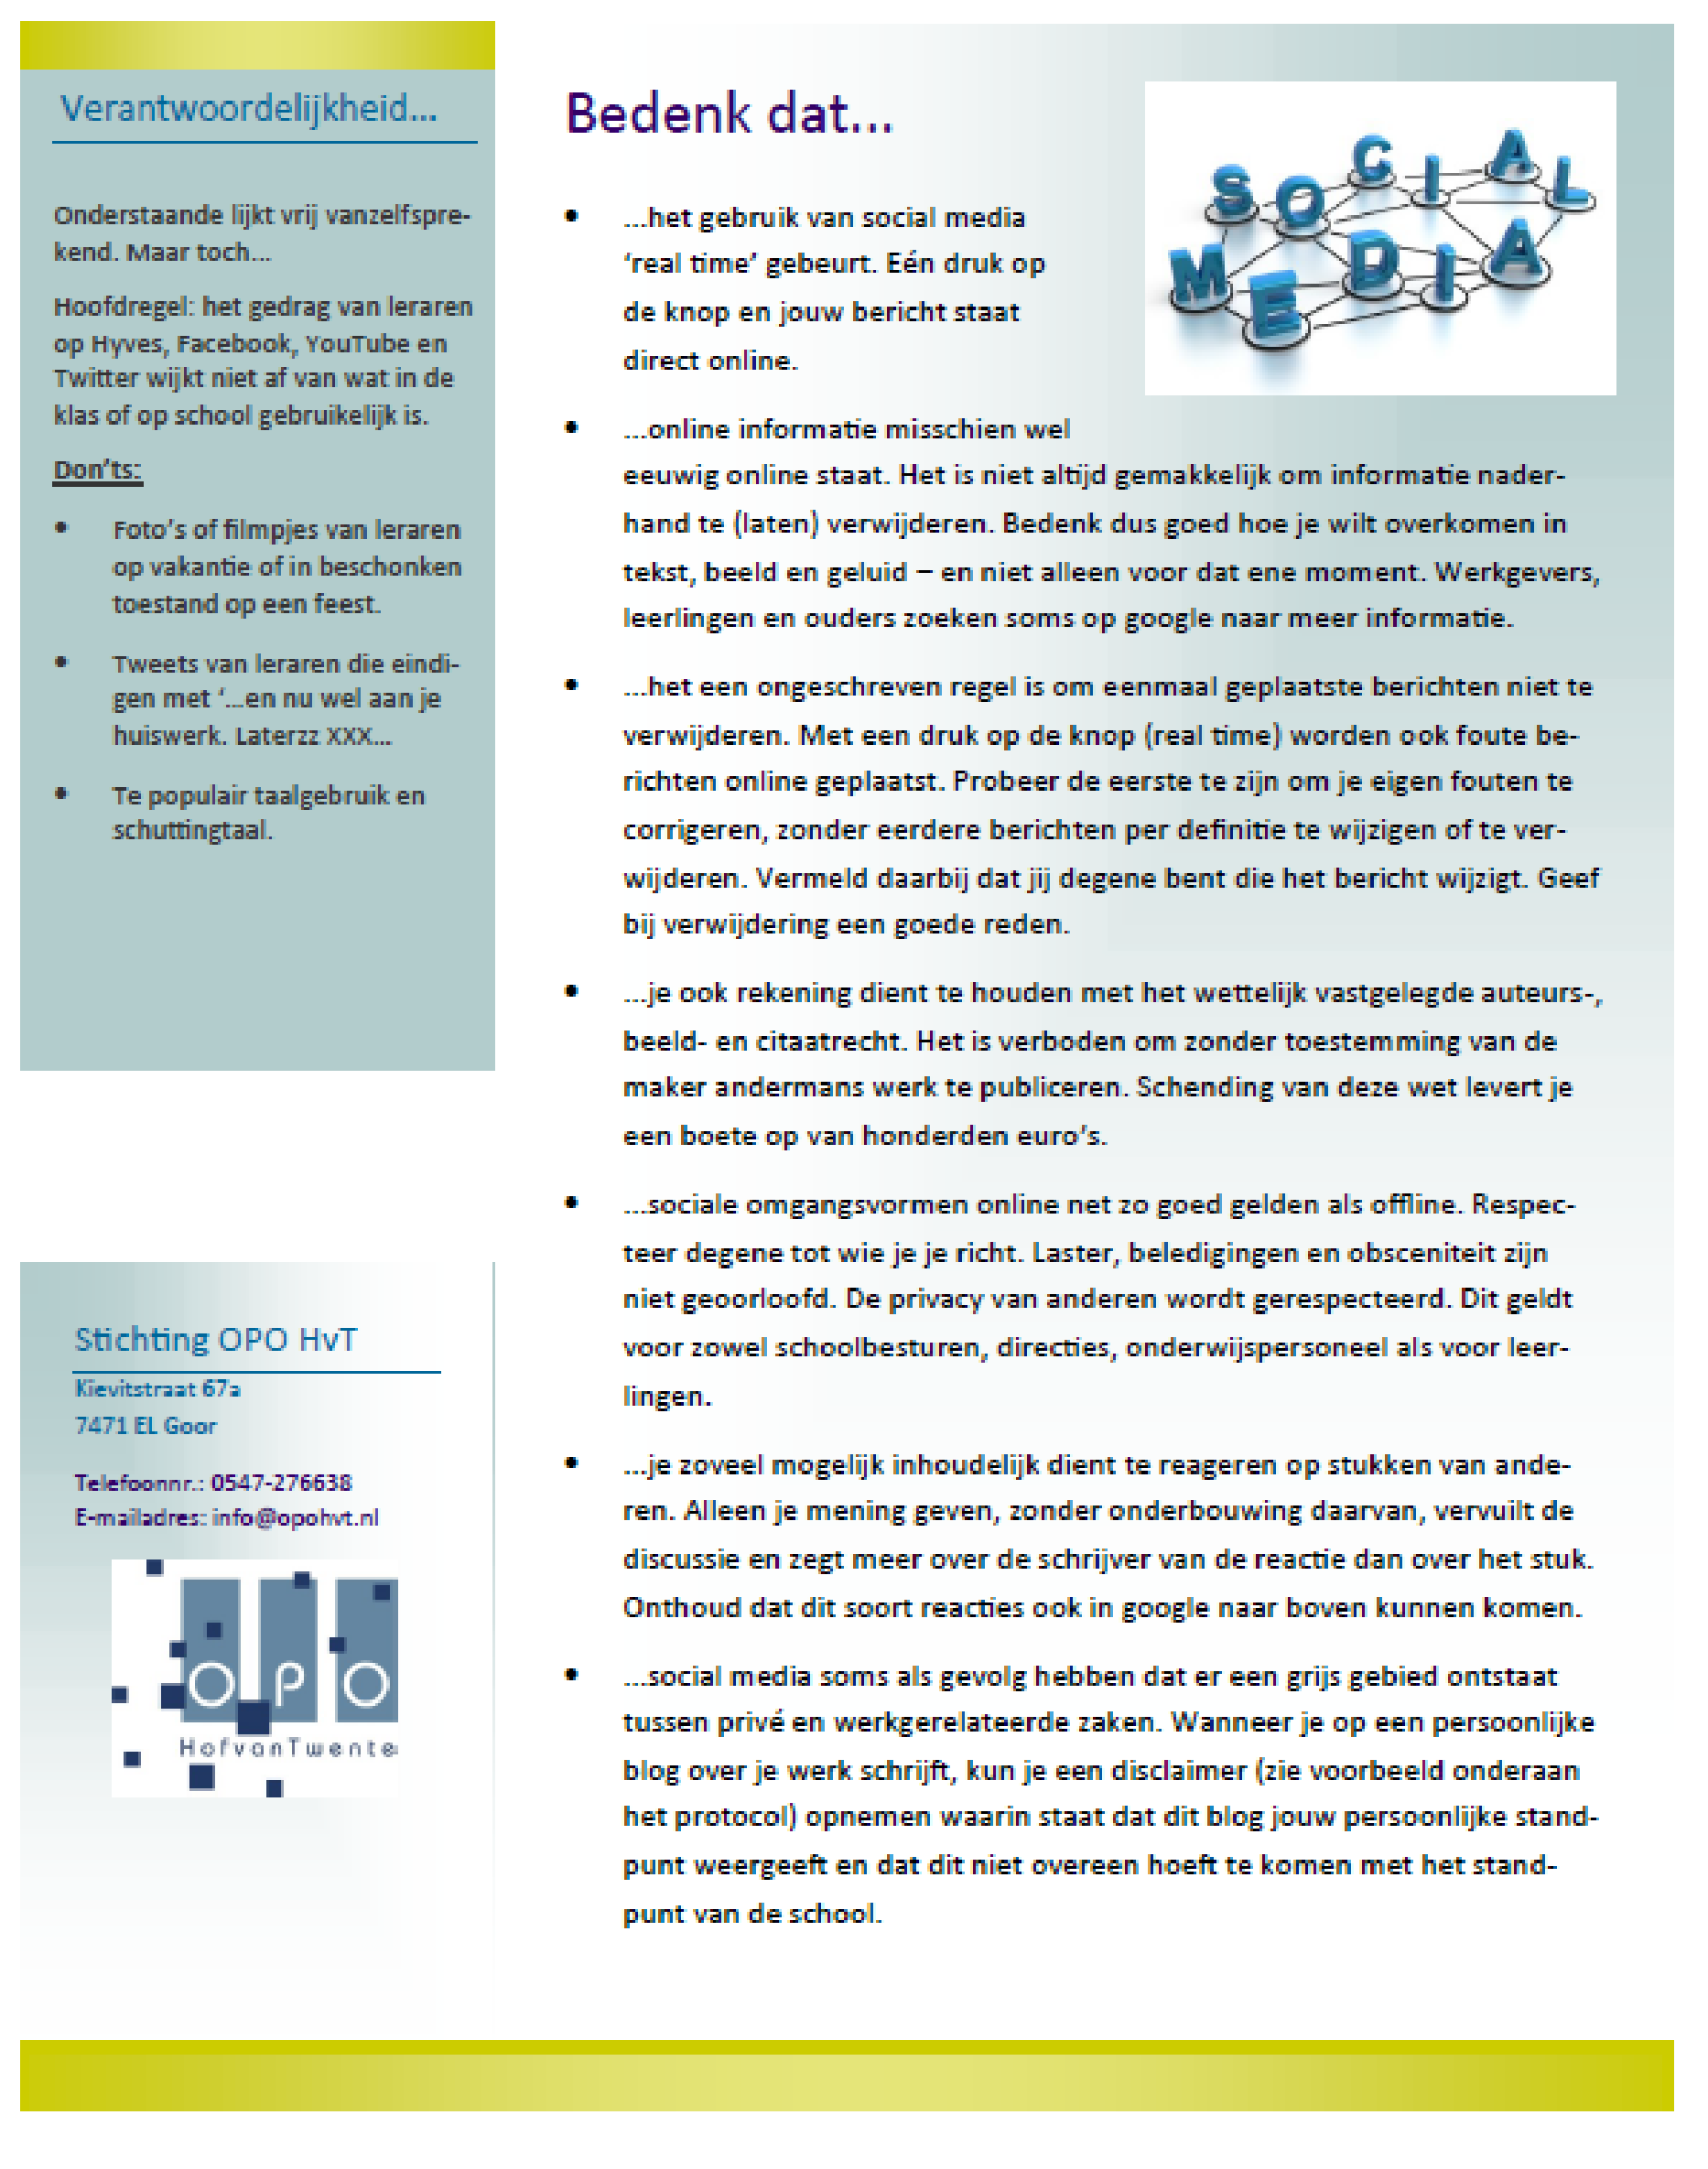 Verantwoordelijkheid...
Onderstaande lijkt vrij vanzelfspre-
kend. Maar toch...
Hoofdregel: het gedrag van leraren
op Hyves, Facebook, YouTube en
Twitter wijkt niet af van wat in de
klas of op school gebruikelijk is.
Don'ts:
• Foto's of filmpjes van leraren
op vakantie of in beschonken
toestand op een feest.
• Tweets van leraren die eindi-
gen met ‘...en nu wel aan je
huiswerk. Laterzz XXX...
• Te populair taalgebruik en
schuttingtaal.
Stichting OPO HvT
Kievitstraat 67a
7471 EL Goor
Telefoonnr.: 0547-276638
E-mailadres: info@opohvt.nl
OPO
HofvanTwente
Bedenk dat...
SOCIAL
MEDIA
• ...het gebruik van social media
‘real time’ gebeurt. Eén druk op
de knop en jouw bericht staat
direct online.
• ...online informatie misschien wel
eeuwig online staat. Het is niet altijd gemakkelijk om informatie nader-
hand te (laten) verwijderen. Bedenk dus goed hoe je wilt overkomen in
tekst, beeld en geluid – en niet alleen voor dat ene moment. Werkgevers,
leerlingen en ouders zoeken soms op google naar meer informatie.
• ...het een ongeschreven regel is om eenmaal geplaatste berichten niet te
verwijderen. Met een druk op de knop (real time) worden ook foute be-
richten online geplaatst. Probeer de eerste te zijn om je eigen fouten te
corrigeren, zonder eerdere berichten per definitie te wijzigen of te ver-
wijderen. Vermeld daarbij dat jij degene bent die het bericht wijzigt. Geef
bij verwijdering een goede reden.
• ...je ook rekening dient te houden met het wettelijk vastgelegde auteurs-,
beeld- en citaatrecht. Het is verboden om zonder toestemming van de
maker andermans werk te publiceren. Schending van deze wet levert je
een boete op van honderden euro's.
• ...sociale omgangsvormen online net zo goed gelden als offline. Respec-
teer degene tot wie je je richt. Laster, beledigingen en obsceniteit zijn
niet geoorloofd. De privacy van anderen wordt gerespecteerd. Dit geldt
voor zowel schoolbesturen, directies, onderwijspersoneel als voor leer-
lingen.
• ...je zoveel mogelijk inhoudelijk dient te reageren op stukken van ande-
ren. Alleen je mening geven, zonder onderbouwing daarvan, vervuilt de
discussie en zegt meer over de schrijver van de reactie dan over het stuk.
Onthoud dat dit soort reacties ook in google naar boven kunnen komen.
• ...social media soms als gevolg hebben dat er een grijs gebied ontstaat
tussen privé en werkgerelateerde zaken. Wanneer je op een persoonlijke
blog over je werk schrijft, kun je een disclaimer (zie voorbeeld onderaan
het protocol) opnemen waarin staat dat dit blog jouw persoonlijke stand-
punt weergeeft en dat dit niet overeen hoeft te komen met het stand-
punt van de school.